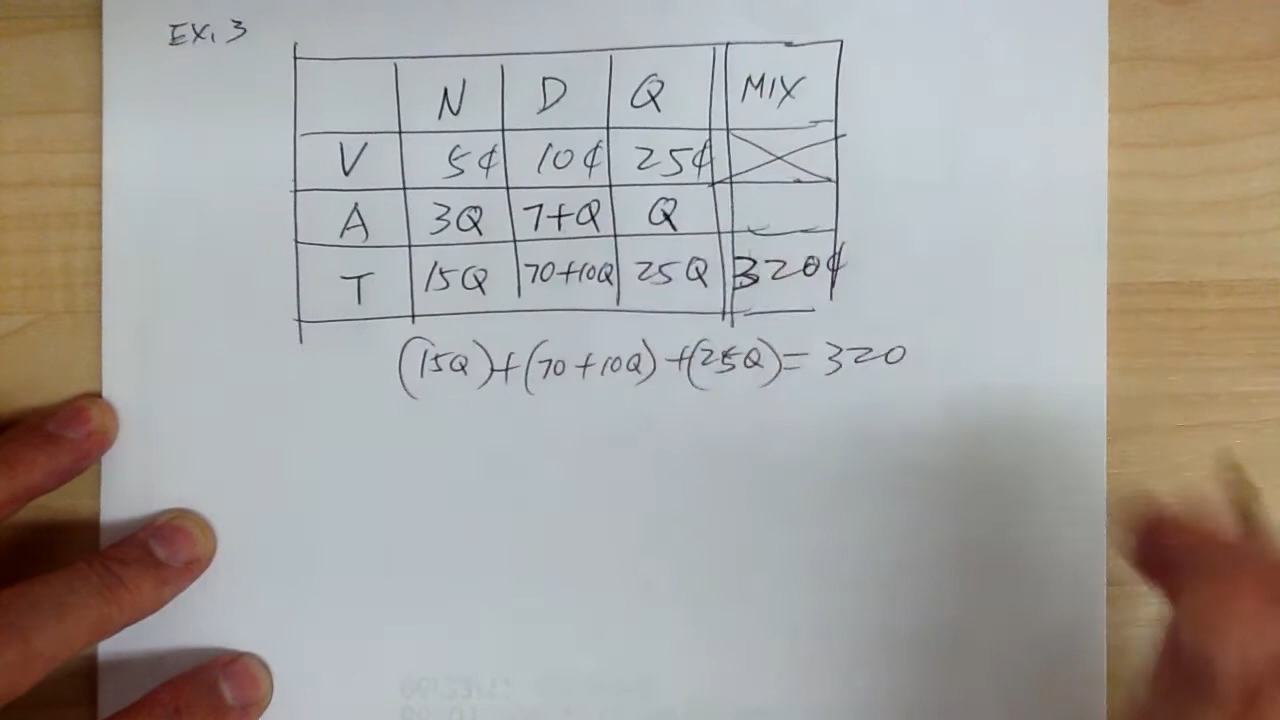 EX. 3
N D Q MIX
V 5¢ 10¢ 25¢
A 3Q 7+Q Q
T 15Q 70+10Q 25Q 320¢
(15Q)+(70+10Q)+(25Q)=320